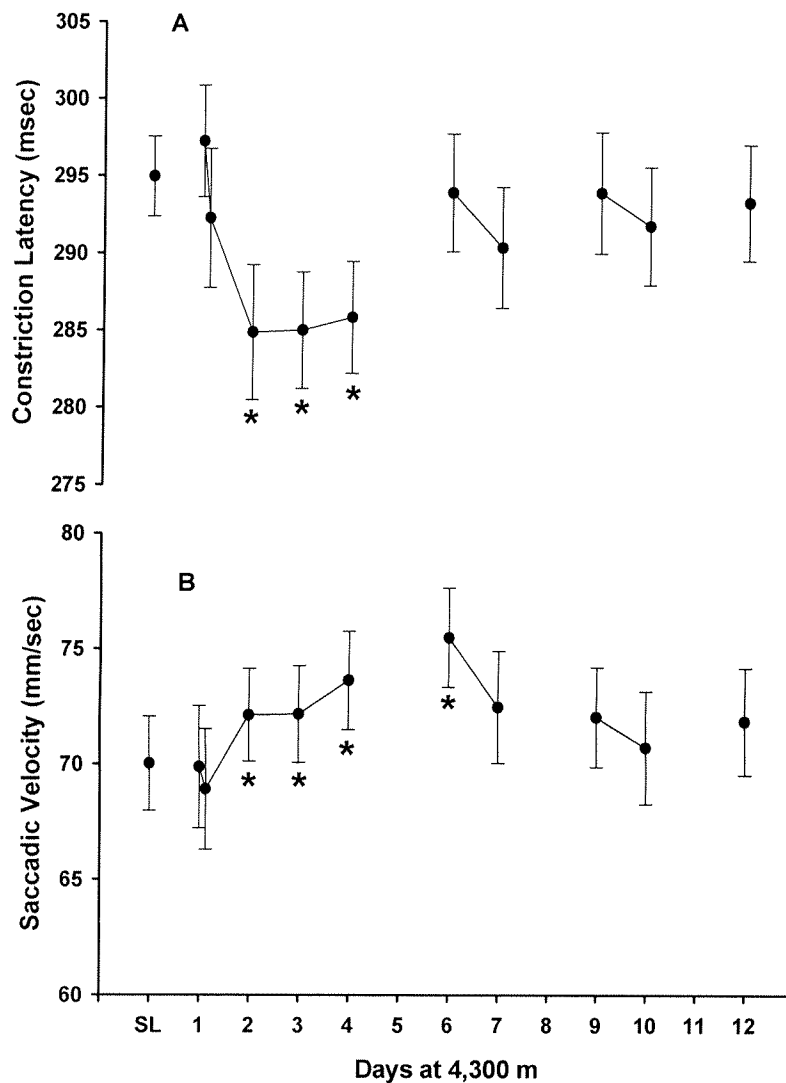 A
Constriction Latency (msec)
305
300
295
290
285
280
275
* * *
B
Saccadic Velocity (mm/sec)
80
75
70
65
60
* * * *
SL 1 2 3 4 5 6 7 8 9 10 11 12
Days at 4,300 m